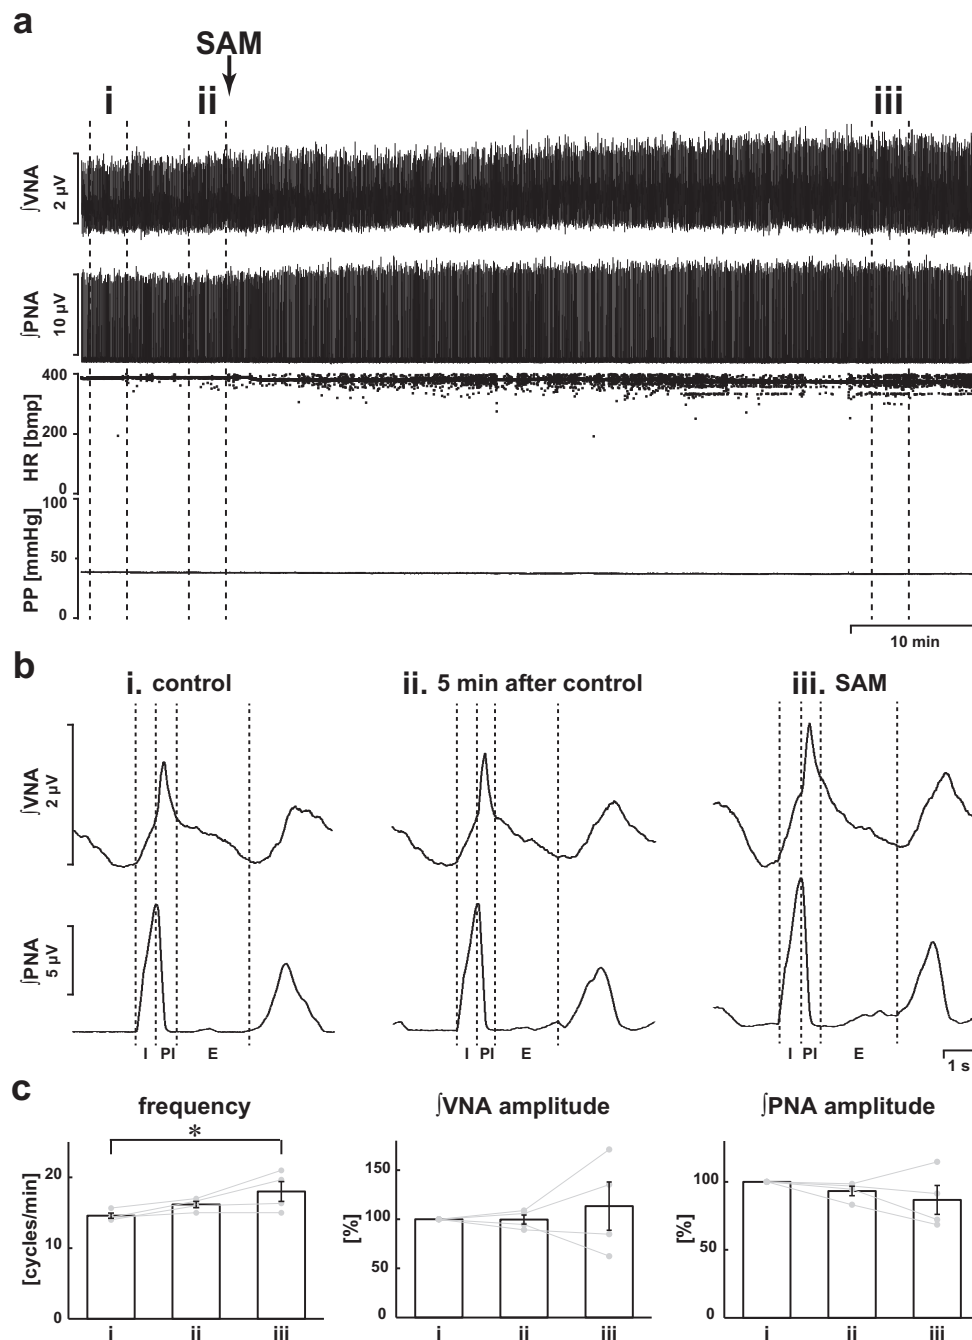 a
SAM
i ii iii
∫VNA
2 µV
∫PNA
10 µV
400
200
0
HR [bmp]
100
50
0
PP [mmHg]
10 min
b
i. control ii. 5 min after control iii. SAM
∫VNA
2 µV
∫PNA
5 µV
I PI E I PI E I PI E
1 s
c
frequency ∫VNA amplitude ∫PNA amplitude
*
[cycles/min]
20
10
0
i ii iii
[%]
150
100
50
0
i ii iii
[%]
100
50
0
i ii iii